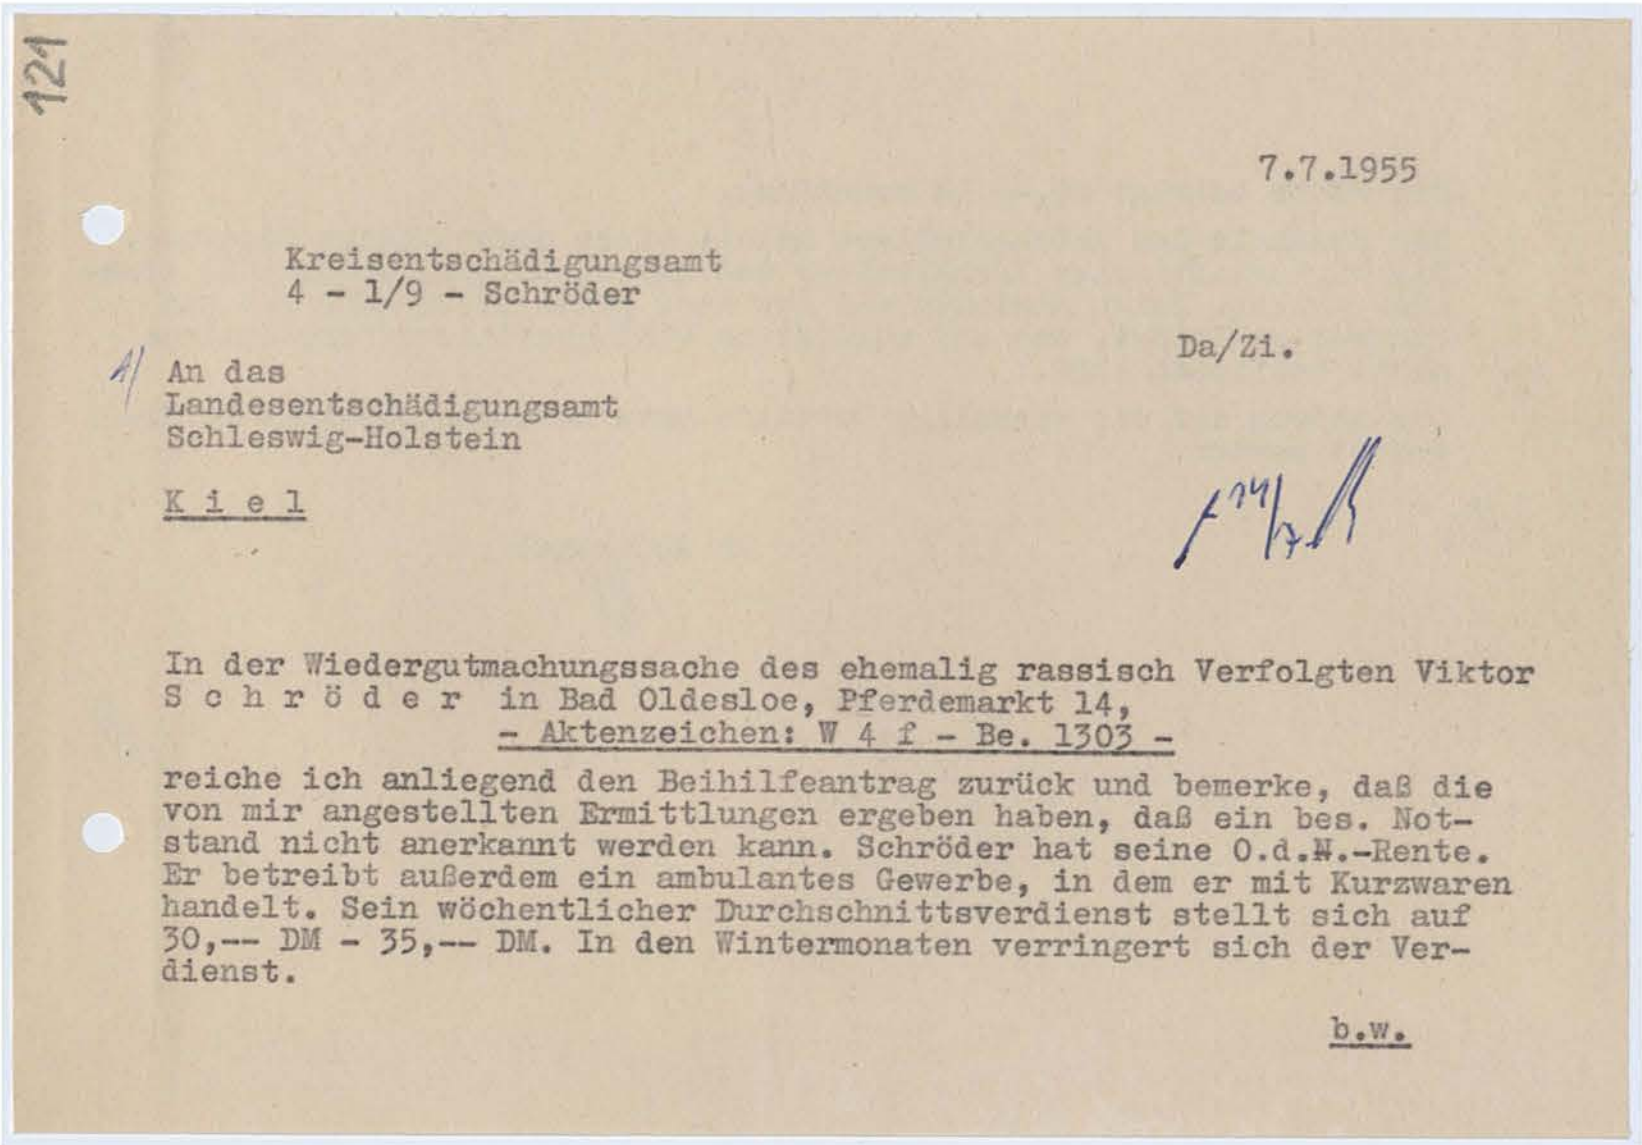 121
7.7.1955
Kreisentschädigungsamt
4 - 1/9 - Schröder
Da/Zi.
1/ An das
Landesentschädigungsamt
Schleswig-Holstein
K i e l
14/7
In der Wiedergutmachungssache des ehemalig rassisch Verfolgten Viktor
S c h r ö d e r in Bad Oldesloe, Pferdemarkt 14,
- Aktenzeichen: W 4 f - Be. 1303 -
reiche ich anliegend den Beihilfeantrag zurück und bemerke, daß die
von mir angestellten Ermittlungen ergeben haben, daß ein bes. Not-
stand nicht anerkannt werden kann. Schröder hat seine O.d.N.-Rente.
Er betreibt außerdem ein ambulantes Gewerbe, in dem er mit Kurzwaren
handelt. Sein wöchentlicher Durchschnittsverdienst stellt sich auf
30,-- DM - 35,-- DM. In den Wintermonaten verringert sich der Ver-
dienst.
b.w.